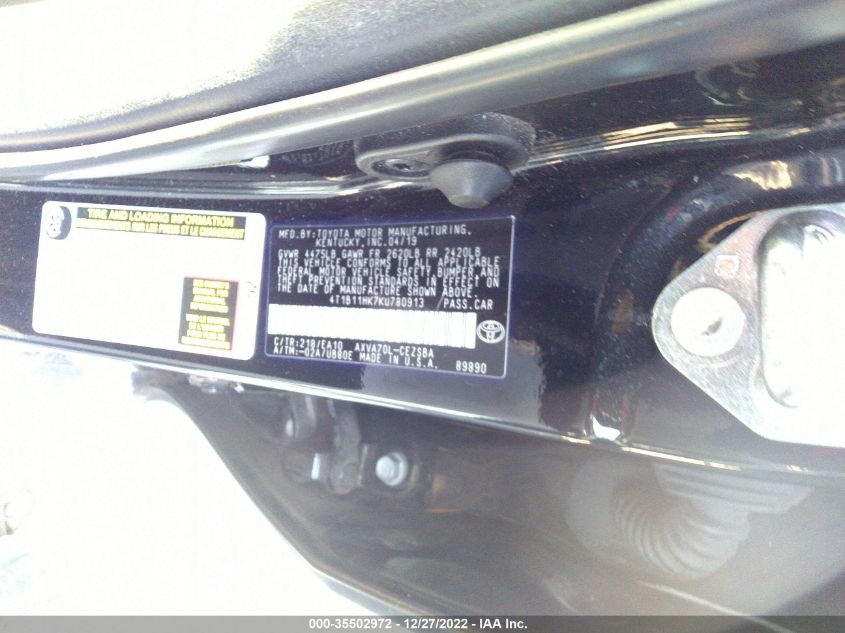 TIRE AND LOADING INFORMATION
MFD.BY:TOYOTA MOTOR MANUFACTURING,
KENTUCKY,INC.04/19
GVWR 4475LB GAWR FR 2620LB RR 2420LB
THIS VEHICLE CONFORMS TO ALL APPLICABLE
FEDERAL MOTOR VEHICLE SAFETY,BUMPER,AND
THEFT PREVENTION STANDARDS IN EFFECT ON
THE DATE OF MANUFACTURE SHOWN ABOVE.
4T1B11HK7KU780913 PASS.CAR
C/TR:218/EA10 AXVA70L-CEZSBA
A/TM:-02A/UB80E MADE IN U.S.A.
89890
000-35502972 - 12/27/2022 - IAA Inc.